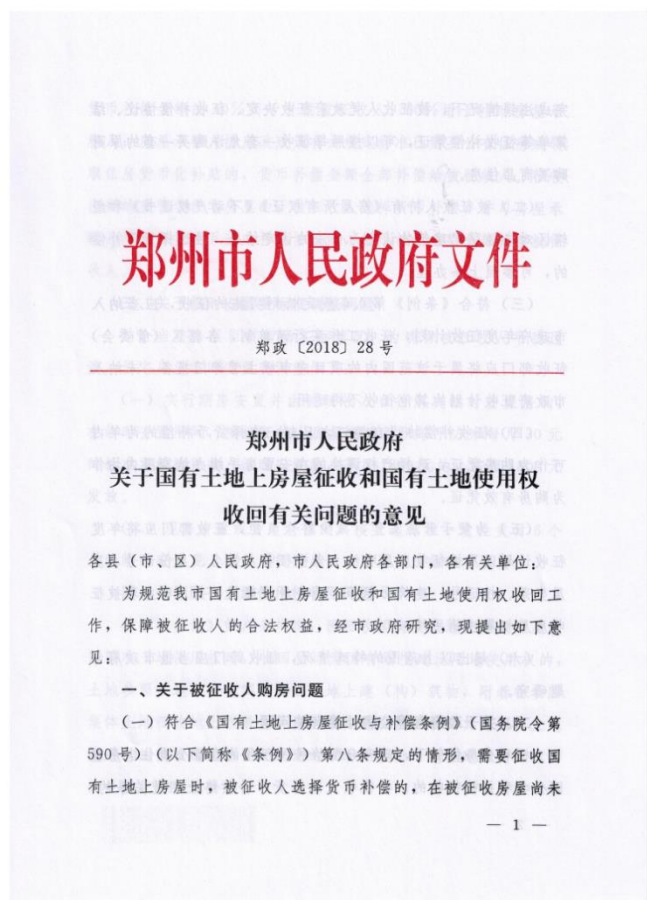 郑州市人民政府文件
郑政〔2018〕28号
郑州市人民政府
关于国有土地上房屋征收和国有土地使用权
收回有关问题的意见
各县（市、区）人民政府，市人民政府各部门，各有关单位：
为规范我市国有土地上房屋征收和国有土地使用权收回工
作，保障被征收人的合法权益，经市政府研究，现提出如下意
见：
一、关于被征收人购房问题
（一）符合《国有土地上房屋征收与补偿条例》（国务院令第
590号）（以下简称《条例》）第八条规定的情形，需要征收国
有土地上房屋时，被征收人选择货币补偿的，在被征收房屋尚未
— 1 —